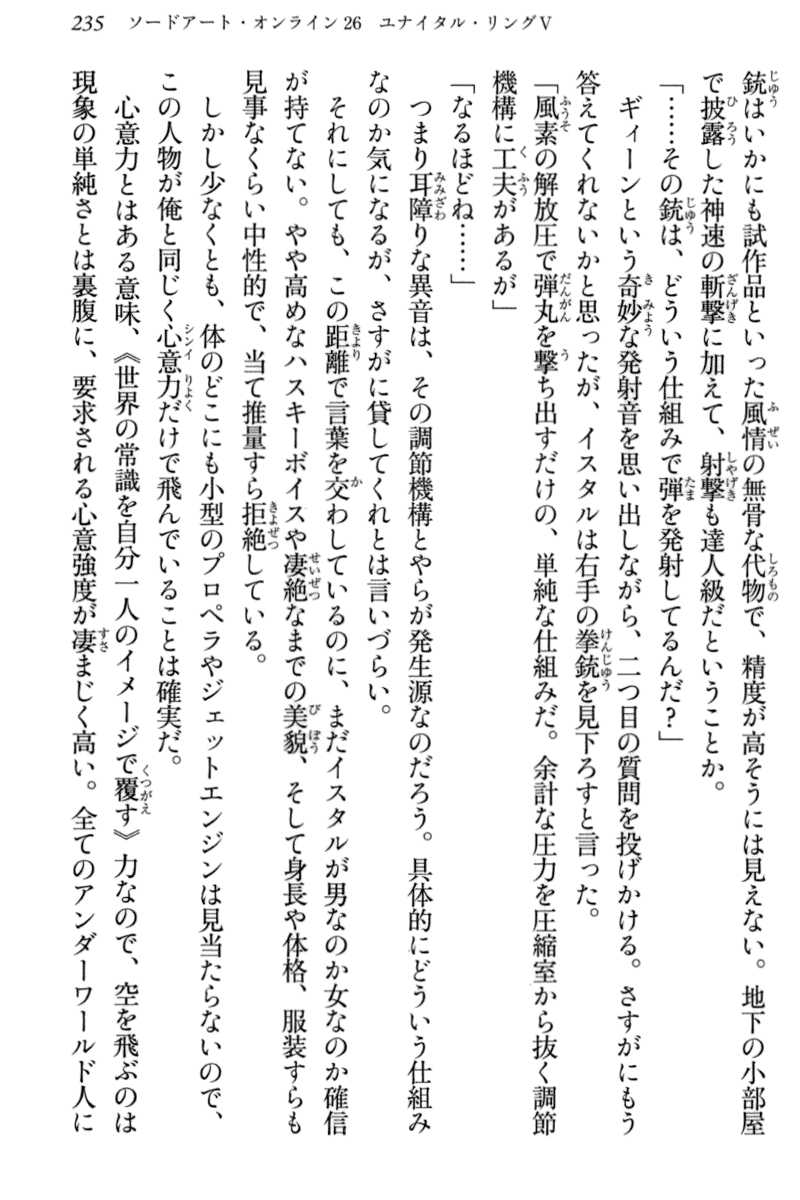 235　ソードアート・オンライン26　ユナイタル・リングⅤ
銃はいかにも試作品といった風情の無骨な代物で、精度が高そうには見えない。地下の小部屋
で披露した神速の斬撃に加えて、射撃も達人級だということか。
「……その銃は、どういう仕組みで弾を発射してるんだ？」
ギィーンという奇妙な発射音を思い出しながら、二つ目の質問を投げかける。さすがにもう
答えてくれないかと思ったが、イスタルは右手の拳銃を見下ろすと言った。
「風素の解放圧で弾丸を撃ち出すだけの、単純な仕組みだ。余計な圧力を圧縮室から抜く調節
機構に工夫があるが」
「なるほどね……」
つまり耳障りな異音は、その調節機構とやらが発生源なのだろう。具体的にどういう仕組み
なのか気になるが、さすがに貸してくれとは言いづらい。
それにしても、この距離で言葉を交わしているのに、まだイスタルが男なのか女なのか確信
が持てない。やや高めなハスキーボイスや凄絶なまでの美貌、そして身長や体格、服装すらも
見事なくらい中性的で、当て推量すら拒絶している。
しかし少なくとも、体のどこにも小型のプロペラやジェットエンジンは見当たらないので、
この人物が俺と同じく心意力だけで飛んでいることは確実だ。
心意力とはある意味、《世界の常識を自分一人のイメージで覆す》力なので、空を飛ぶのは
現象の単純さとは裏腹に、要求される心意強度が凄まじく高い。全てのアンダーワールド人に